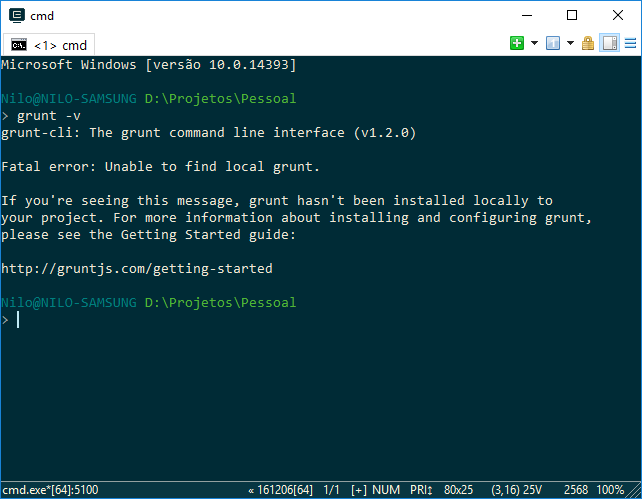 cmd
<1> cmd
Microsoft Windows [versão 10.0.14393]
Nilo@NILO-SAMSUNG D:\Projetos\Pessoal
> grunt -v
grunt-cli: The grunt command line interface (v1.2.0)
Fatal error: Unable to find local grunt.
If you're seeing this message, grunt hasn't been installed locally to
your project. For more information about installing and configuring grunt,
please see the Getting Started guide:
http://gruntjs.com/getting-started
Nilo@NILO-SAMSUNG D:\Projetos\Pessoal
>
cmd.exe*[64]:5100 « 161206[64] 1/1 [+] NUM PRI↕ 80x25 (3,16) 25V 2568 100%